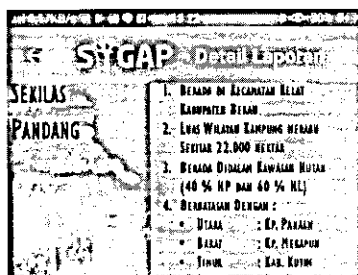 SIGAP - Detail Laporan
SEKILAS
PANDANG
1. BERADA DI KECAMATAN KELAY
KABUPATEN BERAU
2. LUAS WILAYAH KAMPUNG MERABU
SEKITAR 22.000 HEKTAR
3. BERADA DIDALAM KAWASAN HUTAN
(40 % HP DAN 60 % HL)
4. BERBATASAN DENGAN :
• UTARA : KP. PANAAN
• BARAT : KP. MERAPUN
• TIMUR : KAB. KUTIM